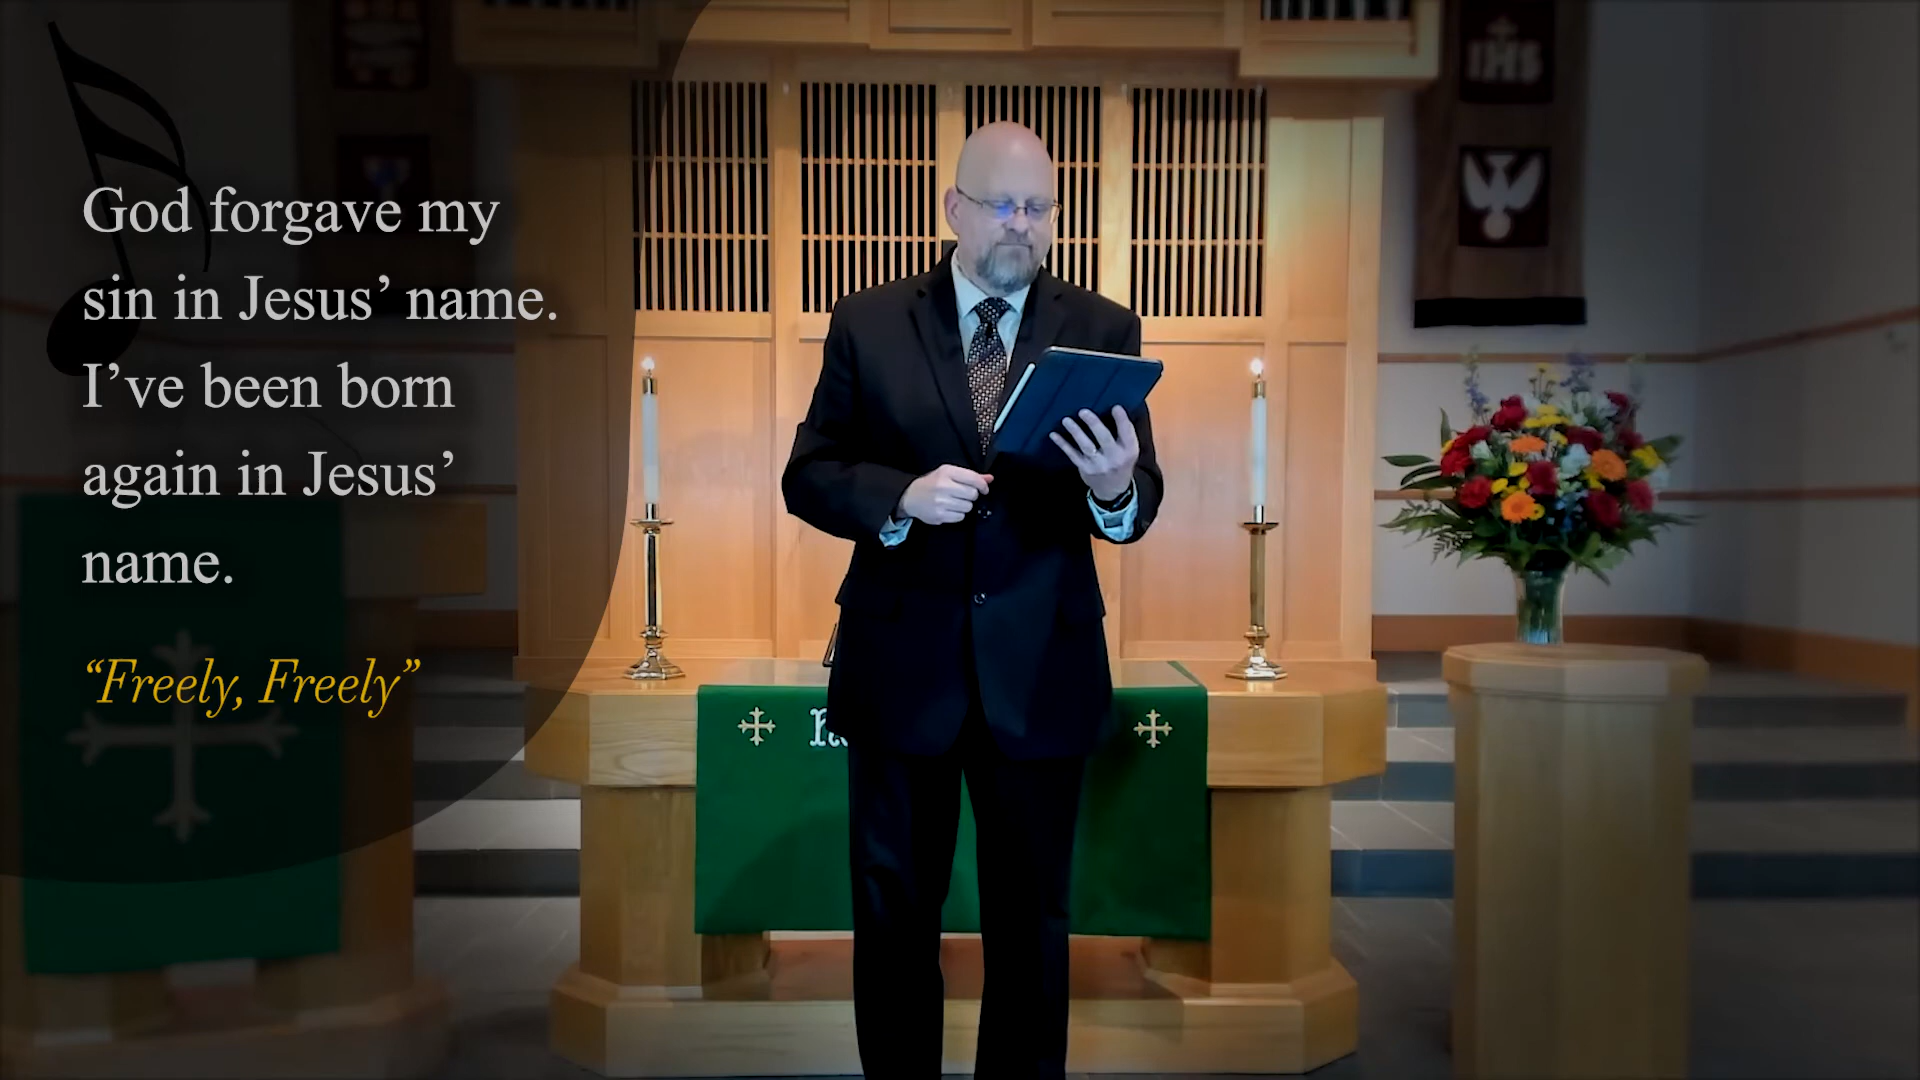 God forgave my
sin in Jesus’ name.
I’ve been born
again in Jesus’
name.
“Freely, Freely”
IHS